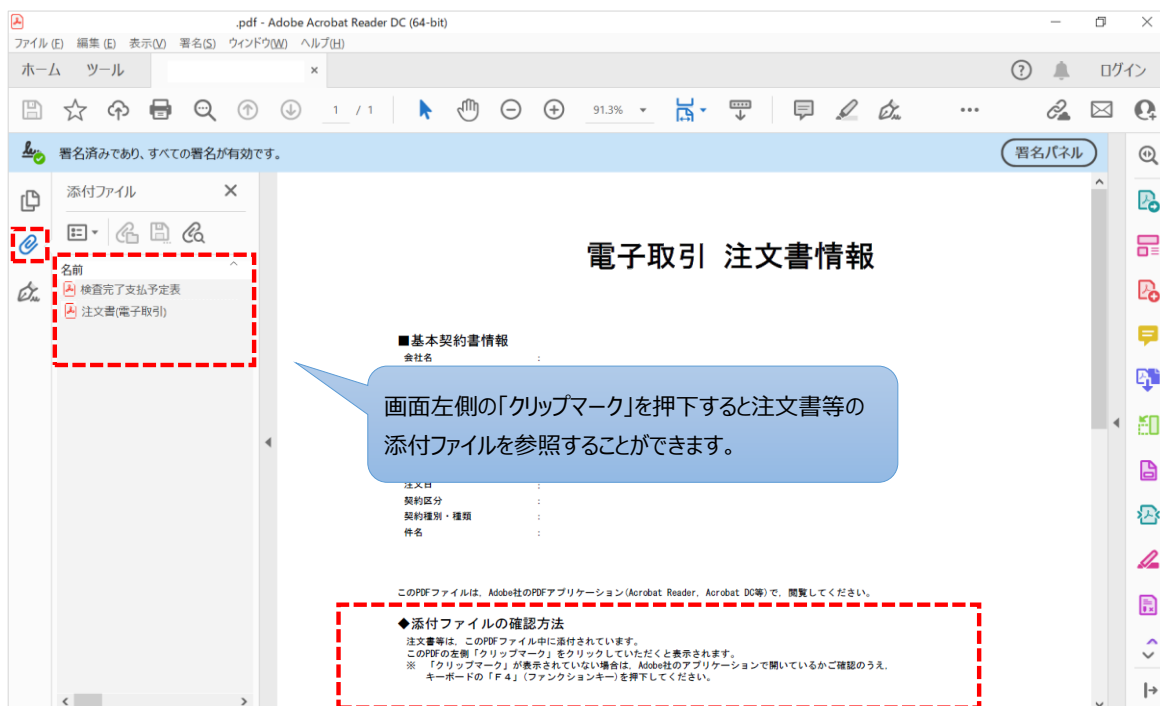 .pdf - Adobe Acrobat Reader DC (64-bit)
ファイル(F) 編集(E) 表示(V) 署名(S) ウィンドウ(W) ヘルプ(H)
ホーム ツール × ログイン
1 / 1 91.3%
署名済みであり、すべての署名が有効です。 署名パネル
添付ファイル
名前
検査完了支払予定表
注文書(電子取引)
電子取引 注文書情報
■基本契約書情報
会社名 :
画面左側の「クリップマーク」を押下すると注文書等の
添付ファイルを参照することができます。
注文日 :
契約区分 :
契約種別・種類 :
件名 :
このPDFファイルは、Adobe社のPDFアプリケーション(Acrobat Reader, Acrobat DC等)で、閲覧してください。
◆添付ファイルの確認方法
注文書等は、このPDFファイル中に添付されています。
このPDFの左側「クリップマーク」をクリックしていただくと表示されます。
※ 「クリップマーク」が表示されていない場合は、Adobe社のアプリケーションで開いているかご確認のうえ、
キーボードの「F4」(ファンクションキー)を押下してください。